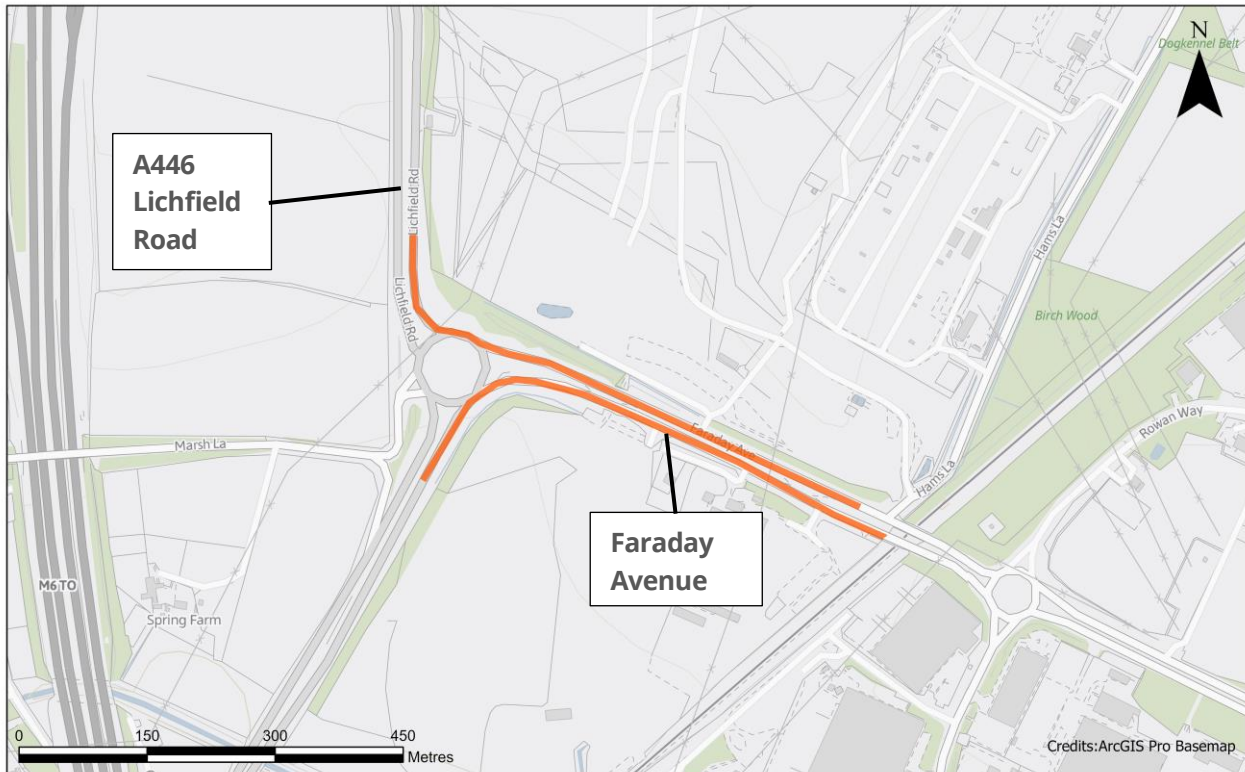 N
Dogkennel Belt
A446
Lichfield
Road
Lichfield Rd
Lichfield Rd
Hams La
Birch Wood
Rowan Way
Marsh La
Faraday Ave
Hams La
Faraday
Avenue
M6 TO
Spring Farm
0 150 300 450
Metres
Credits:ArcGIS Pro Basemap